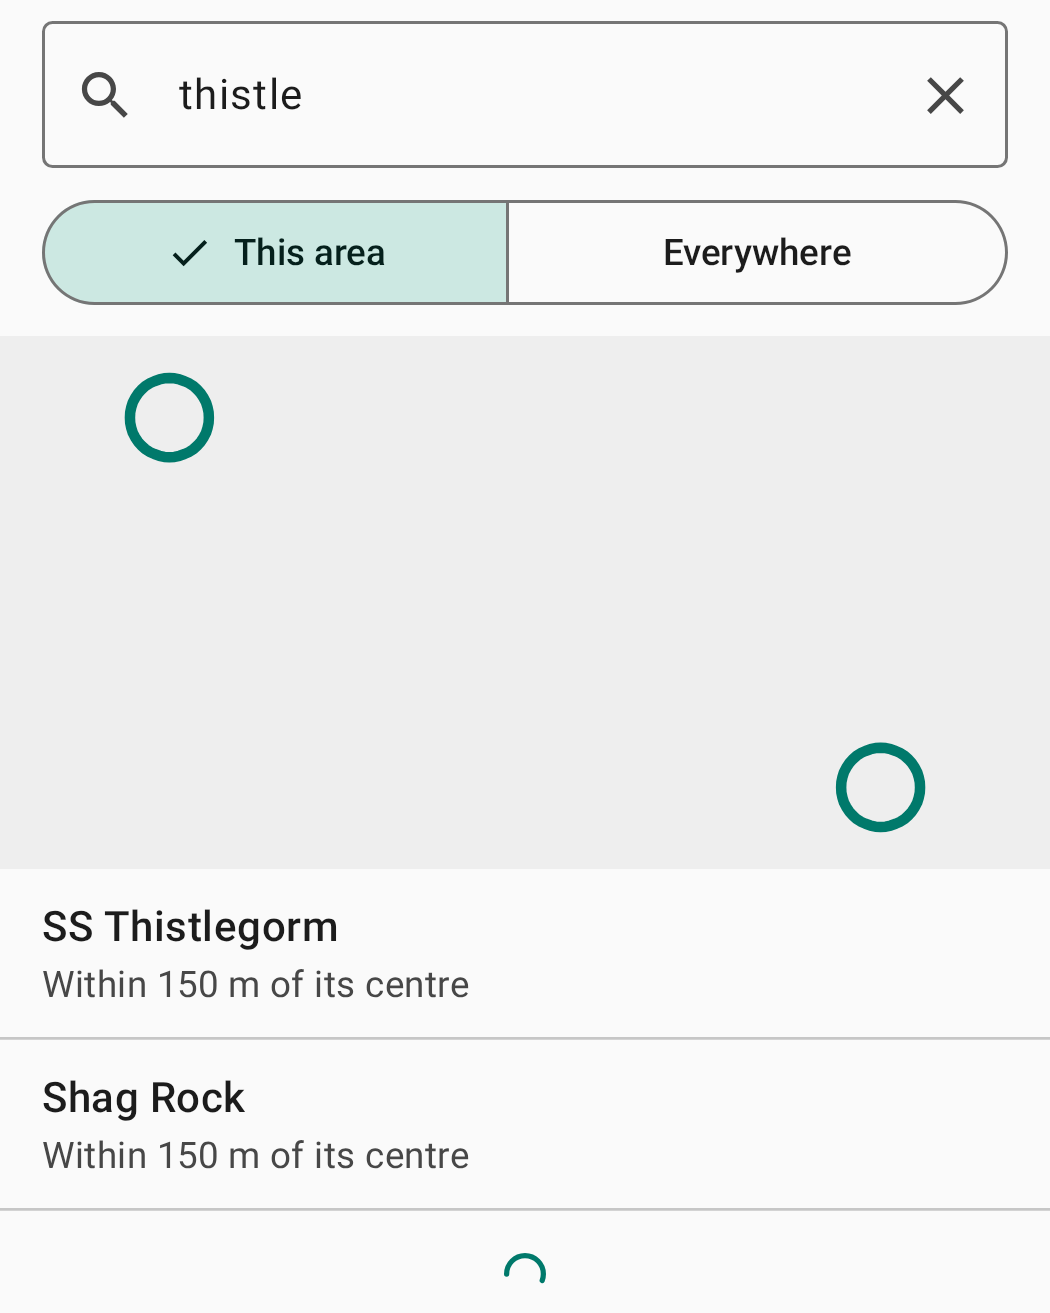 thistle
This area
Everywhere
SS Thistlegorm
Within 150 m of its centre
Shag Rock
Within 150 m of its centre